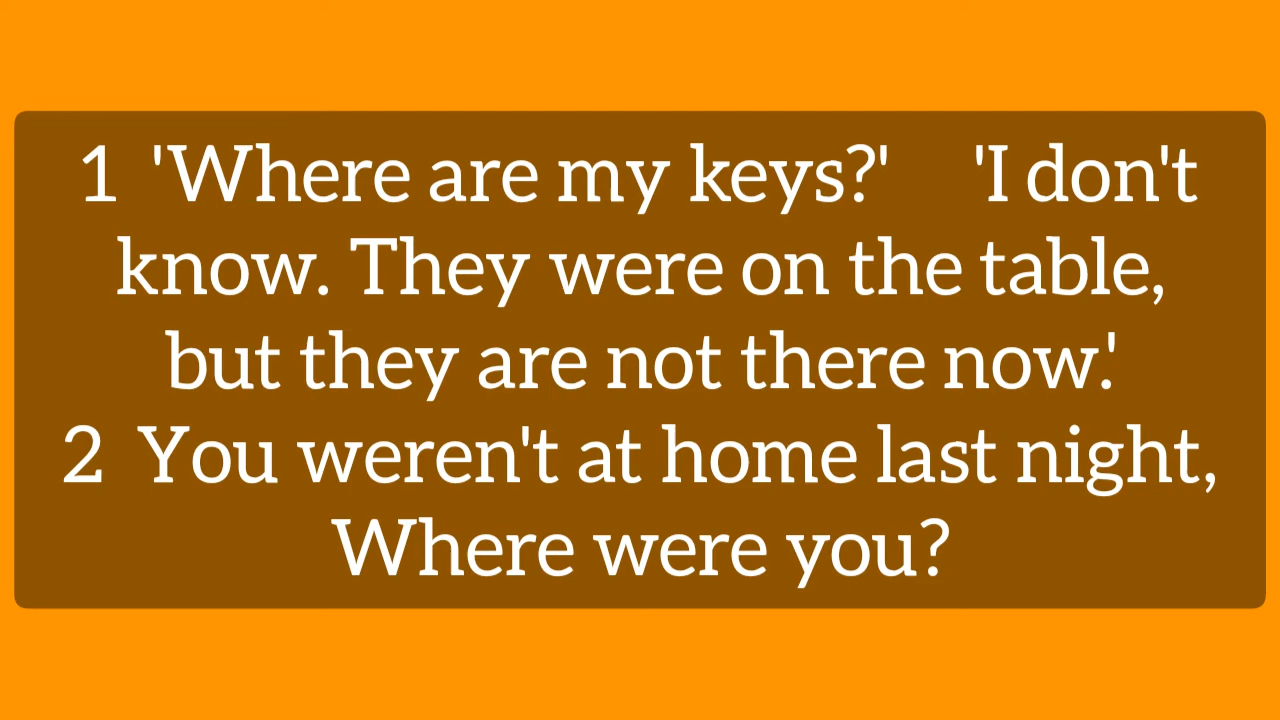 1  'Where are my keys?'    'I don't
know. They were on the table,
but they are not there now.'
2  You weren't at home last night,
Where were you?